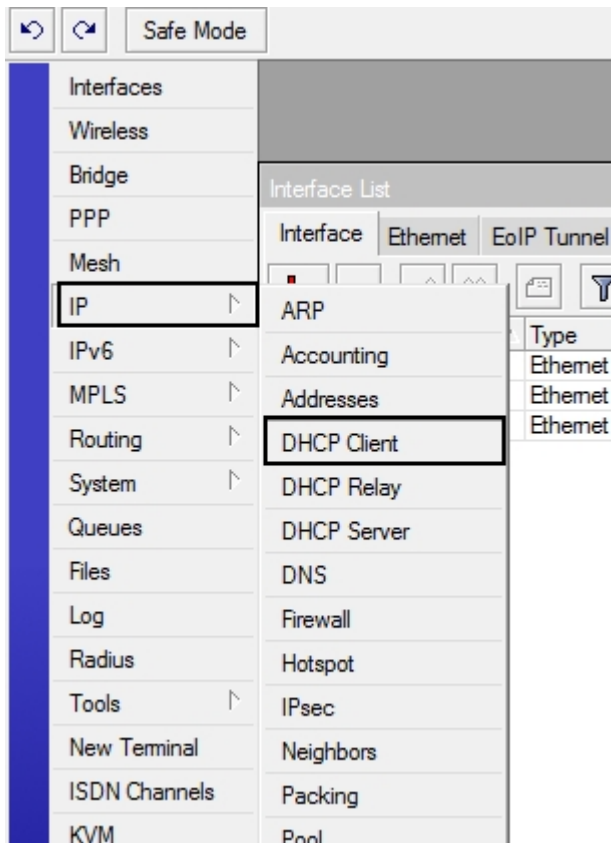 Safe Mode
Interfaces
Wireless
Bridge
PPP
Mesh
IP
IPv6
MPLS
Routing
System
Queues
Files
Log
Radius
Tools
New Terminal
ISDN Channels
KVM
Interface List
Interface Ethernet EoIP Tunnel
Type
Ethernet
Ethernet
Ethernet
ARP
Accounting
Addresses
DHCP Client
DHCP Relay
DHCP Server
DNS
Firewall
Hotspot
IPsec
Neighbors
Packing
Pool